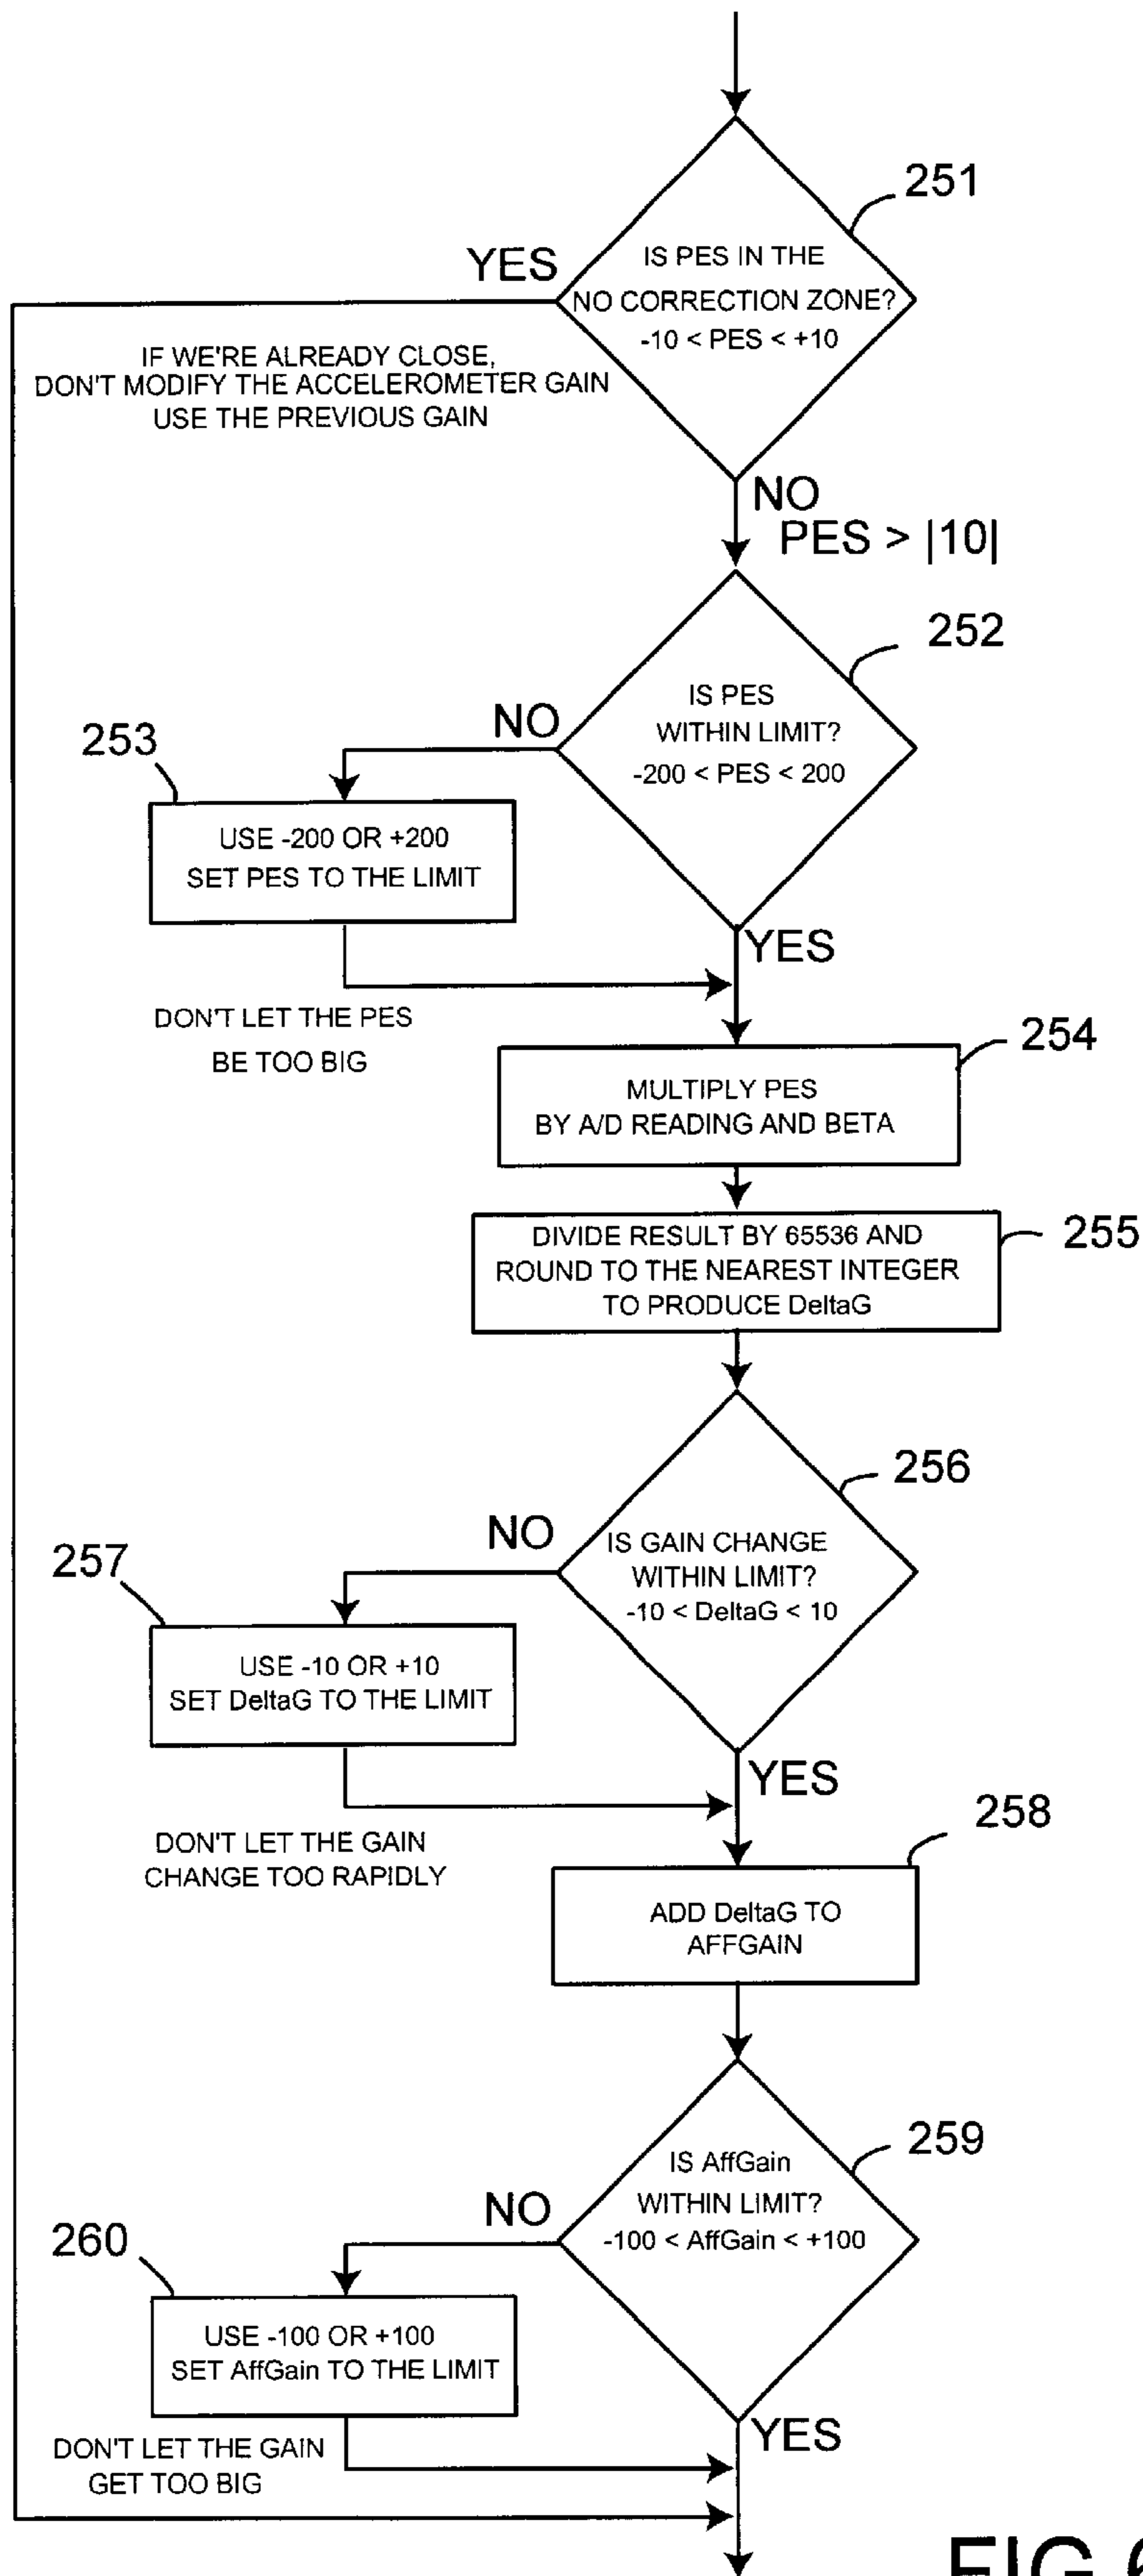 251
YES
IS PES IN THE
NO CORRECTION ZONE?
-10 < PES < +10
IF WE'RE ALREADY CLOSE,
DON'T MODIFY THE ACCELEROMETER GAIN
USE THE PREVIOUS GAIN
NO
PES > |10|
252
IS PES
WITHIN LIMIT?
-200 < PES < 200
NO
253
USE -200 OR +200
SET PES TO THE LIMIT
YES
DON'T LET THE PES
BE TOO BIG
254
MULTIPLY PES
BY A/D READING AND BETA
255
DIVIDE RESULT BY 65536 AND
ROUND TO THE NEAREST INTEGER
TO PRODUCE DeltaG
256
NO
IS GAIN CHANGE
WITHIN LIMIT?
-10 < DeltaG < 10
257
USE -10 OR +10
SET DeltaG TO THE LIMIT
YES
DON'T LET THE GAIN
CHANGE TOO RAPIDLY
258
ADD DeltaG TO
AFFGAIN
259
IS AffGain
WITHIN LIMIT?
-100 < AffGain < +100
NO
260
USE -100 OR +100
SET AffGain TO THE LIMIT
YES
DON'T LET THE GAIN
GET TOO BIG
FIG 6